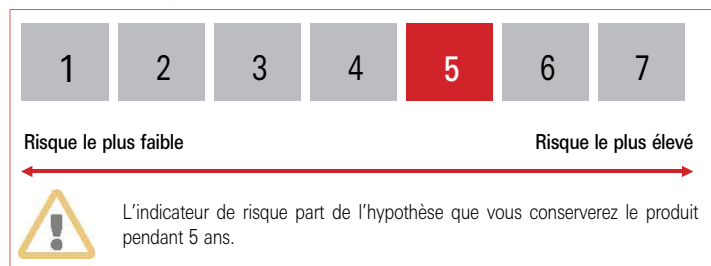 1 2 3 4 5 6 7
Risque le plus faible Risque le plus élevé
L'indicateur de risque part de l'hypothèse que vous conserverez le produit
pendant 5 ans.